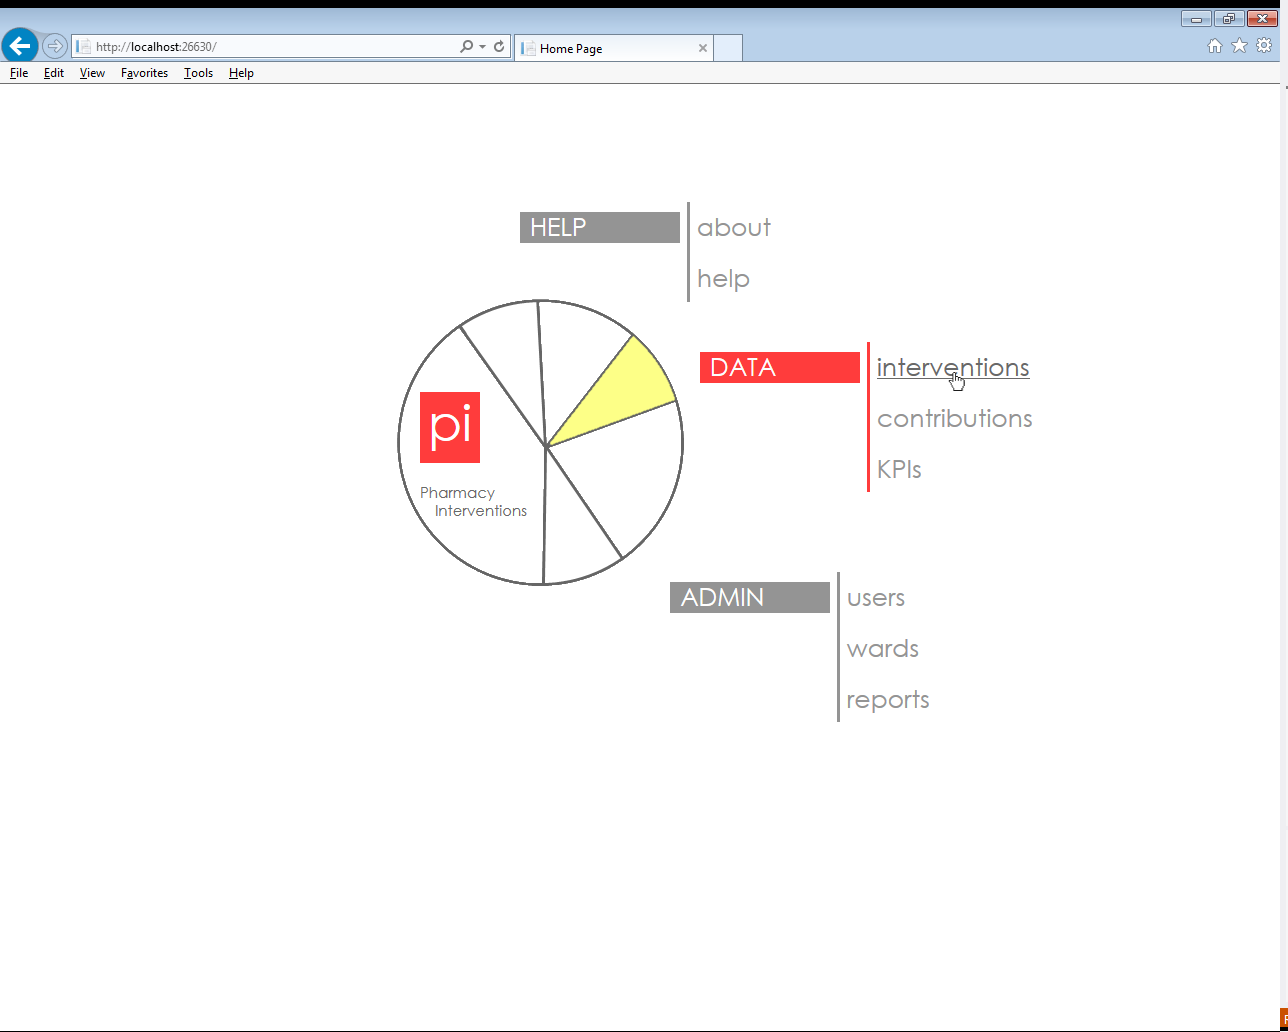 http://localhost:26630/
Home Page
File Edit View Favorites Tools Help
HELP
about
help
DATA
interventions
contributions
KPIs
pi
Pharmacy
Interventions
ADMIN
users
wards
reports